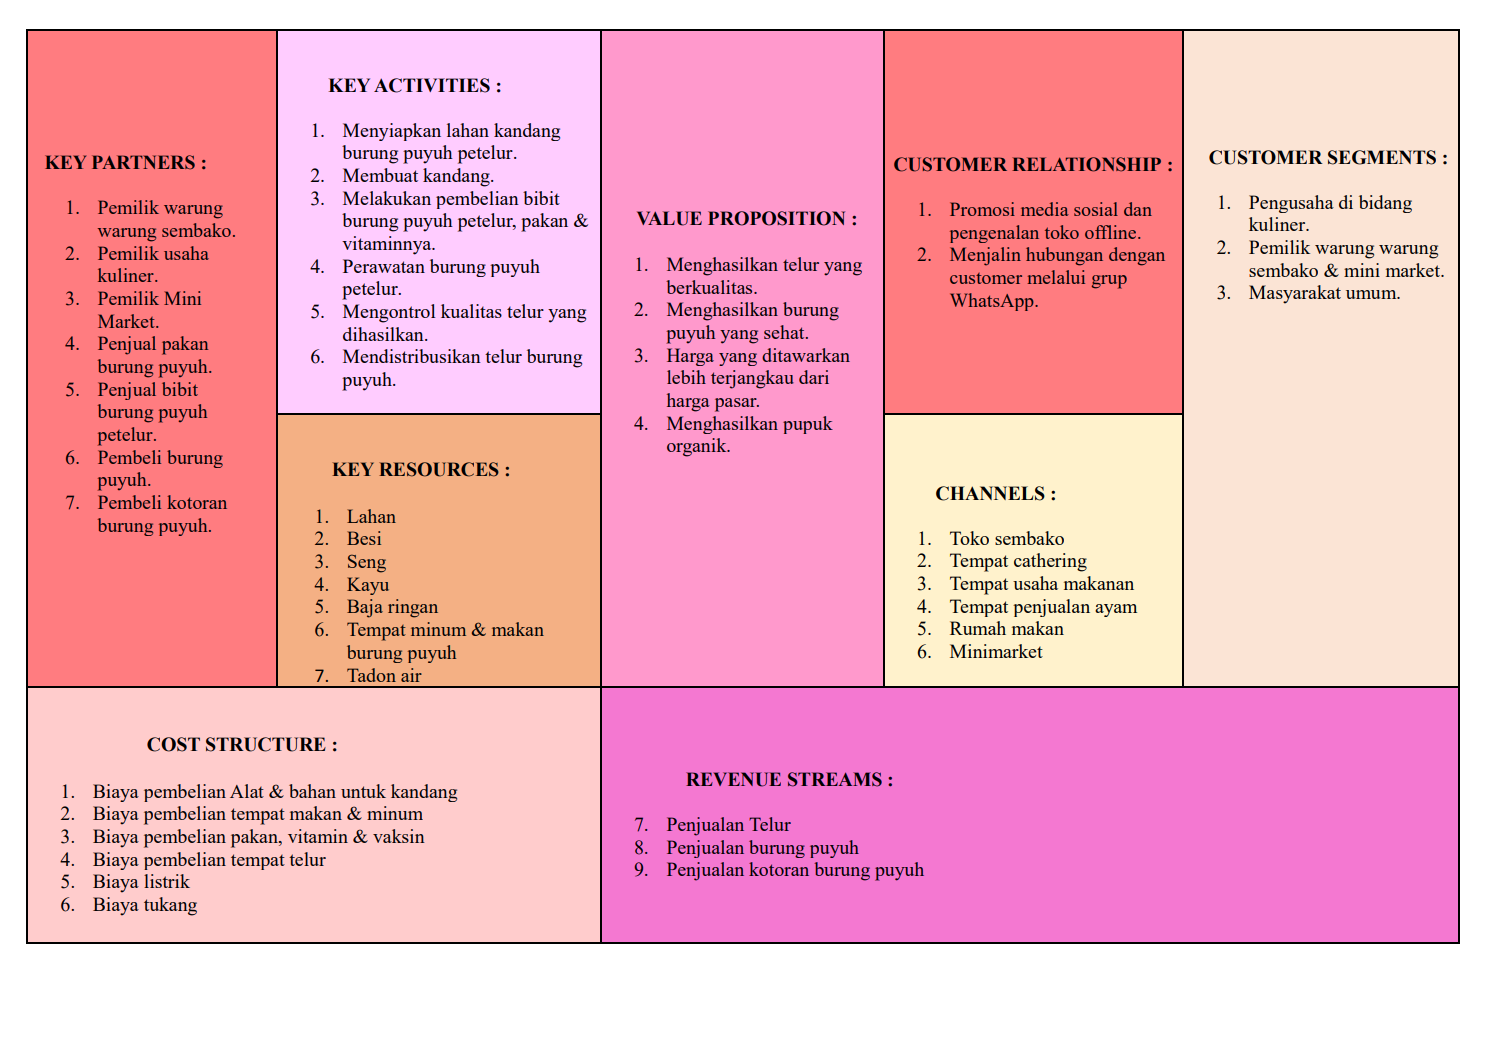 KEY PARTNERS :
1. Pemilik warung
warung sembako.
2. Pemilik usaha
kuliner.
3. Pemilik Mini
Market.
4. Penjual pakan
burung puyuh.
5. Penjual bibit
burung puyuh
petelur.
6. Pembeli burung
puyuh.
7. Pembeli kotoran
burung puyuh.
KEY ACTIVITIES :
1. Menyiapkan lahan kandang
burung puyuh petelur.
2. Membuat kandang.
3. Melakukan pembelian bibit
burung puyuh petelur, pakan &
vitaminnya.
4. Perawatan burung puyuh
petelur.
5. Mengontrol kualitas telur yang
dihasilkan.
6. Mendistribusikan telur burung
puyuh.
KEY RESOURCES :
1. Lahan
2. Besi
3. Seng
4. Kayu
5. Baja ringan
6. Tempat minum & makan
burung puyuh
7. Tadon air
VALUE PROPOSITION :
1. Menghasilkan telur yang
berkualitas.
2. Menghasilkan burung
puyuh yang sehat.
3. Harga yang ditawarkan
lebih terjangkau dari
harga pasar.
4. Menghasilkan pupuk
organik.
CUSTOMER RELATIONSHIP :
1. Promosi media sosial dan
pengenalan toko offline.
2. Menjalin hubungan dengan
customer melalui grup
WhatsApp.
CHANNELS :
1. Toko sembako
2. Tempat cathering
3. Tempat usaha makanan
4. Tempat penjualan ayam
5. Rumah makan
6. Minimarket
CUSTOMER SEGMENTS :
1. Pengusaha di bidang
kuliner.
2. Pemilik warung warung
sembako & mini market.
3. Masyarakat umum.
COST STRUCTURE :
1. Biaya pembelian Alat & bahan untuk kandang
2. Biaya pembelian tempat makan & minum
3. Biaya pembelian pakan, vitamin & vaksin
4. Biaya pembelian tempat telur
5. Biaya listrik
6. Biaya tukang
REVENUE STREAMS :
7. Penjualan Telur
8. Penjualan burung puyuh
9. Penjualan kotoran burung puyuh